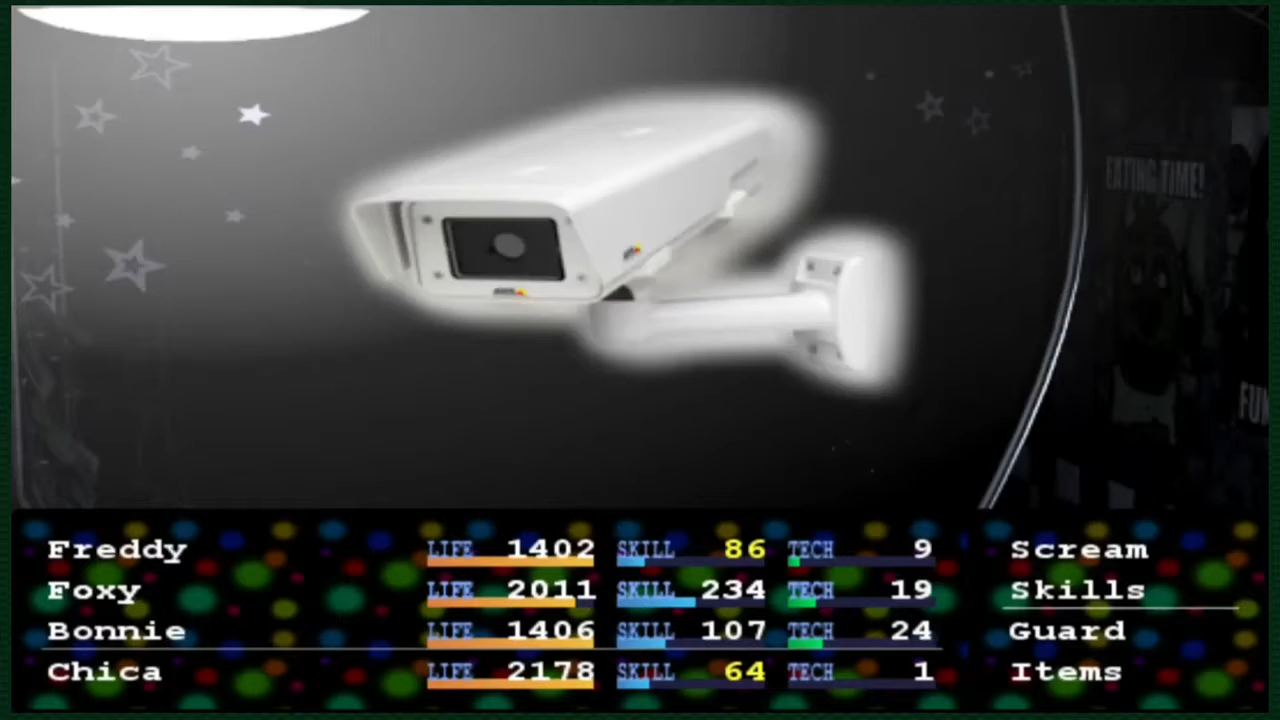 EATING TIME!
FUN
Freddy LIFE 1402 SKILL 86 TECH 9 Scream
Foxy LIFE 2011 SKILL 234 TECH 19 Skills
Bonnie LIFE 1406 SKILL 107 TECH 24 Guard
Chica LIFE 2178 SKILL 64 TECH 1 Items